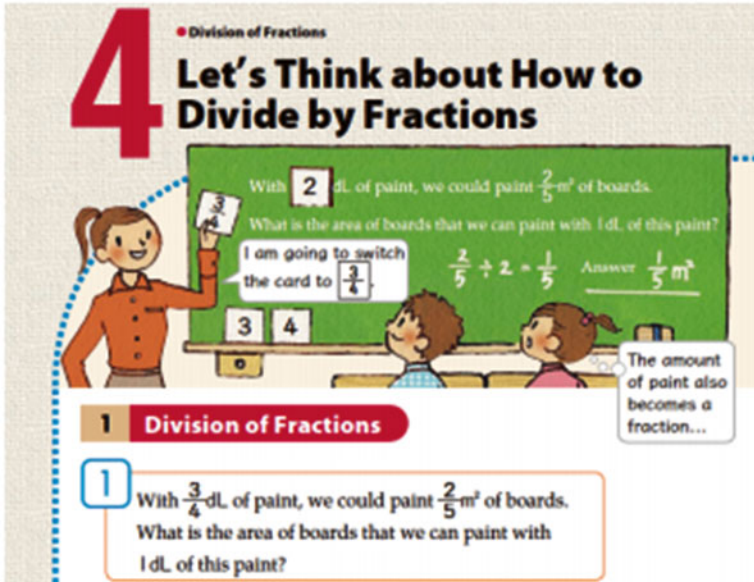 4
● Division of Fractions
Let's Think about How to
Divide by Fractions
With 2 dL of paint, we could paint 2/5 m² of boards.
What is the area of boards that we can paint with 1 dL of this paint?
3/4
I am going to switch
the card to 3/4.
2/5 ÷ 2 = 1/5 Answer 1/5 m²
3 4
The amount
of paint also
becomes a
fraction...
1 Division of Fractions
1
With 3/4 dL of paint, we could paint 2/5 m² of boards.
What is the area of boards that we can paint with
1 dL of this paint?